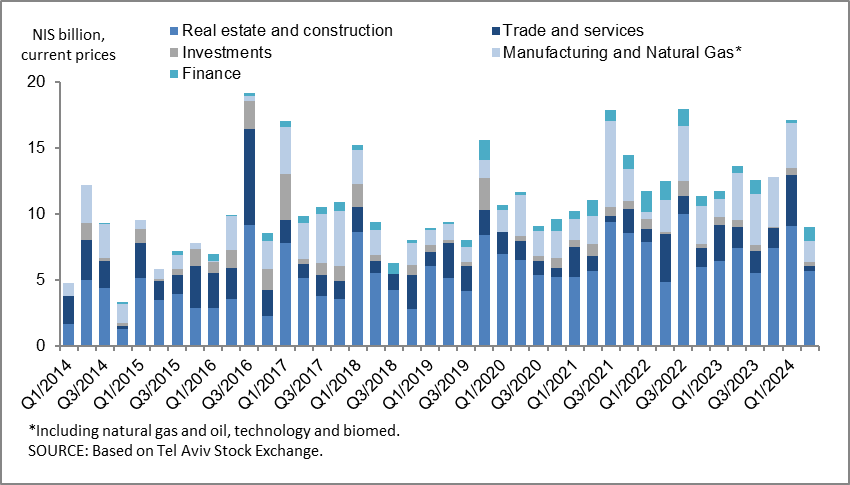 NIS billion,
current prices
Real estate and construction
Trade and services
Investments
Manufacturing and Natural Gas*
Finance
20
15
10
5
0
Q1/2014
Q3/2014
Q1/2015
Q3/2015
Q1/2016
Q3/2016
Q1/2017
Q3/2017
Q1/2018
Q3/2018
Q1/2019
Q3/2019
Q1/2020
Q3/2020
Q1/2021
Q3/2021
Q1/2022
Q3/2022
Q1/2023
Q3/2023
Q1/2024
*Including natural gas and oil, technology and biomed.
SOURCE: Based on Tel Aviv Stock Exchange.